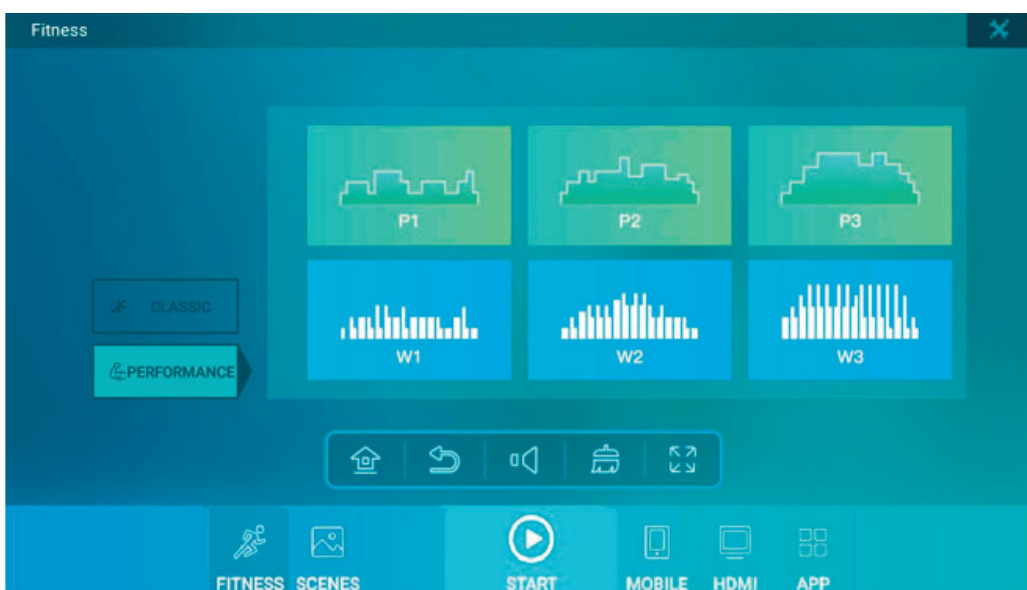 Fitness
P1
P2
P3
CLASSIC
W1
W2
W3
PERFORMANCE
FITNESS
SCENES
START
MOBILE
HDMI
APP